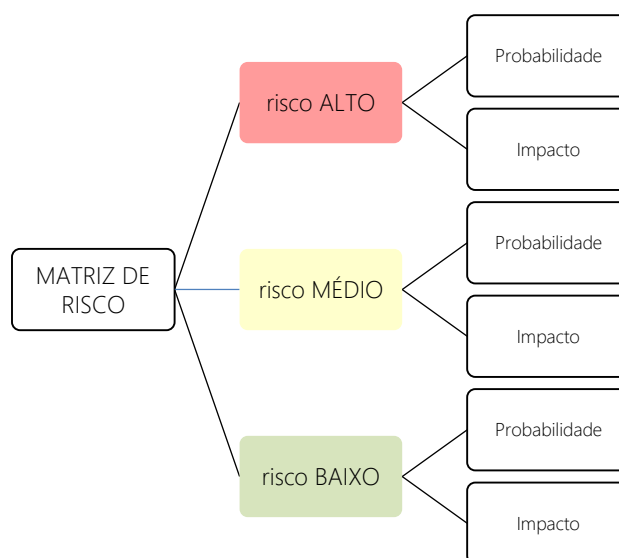 MATRIZ DE
RISCO
risco ALTO
Probabilidade
Impacto
risco MÉDIO
Probabilidade
Impacto
risco BAIXO
Probabilidade
Impacto